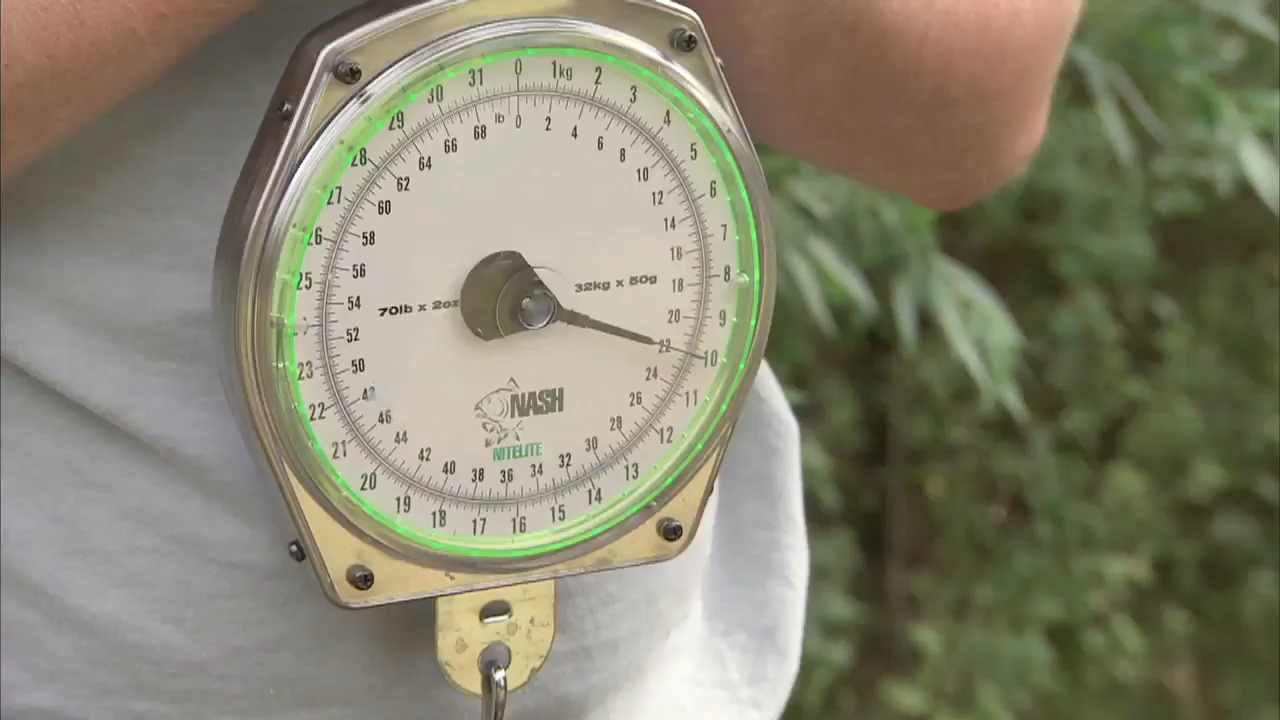 0 1kg 2 3 4 5 6 7 8 9 10 11 12 13 14 15 16 17 18 19 20 21 22 23 25 26 27 28 29 30 31
lb 0 2 4 6 8 10 12 14 16 18 20 22 24 26 28 30 32 34 36 38 40 42 44 46 50 52 54 56 58 60 62 64 66 68
70lb x 2oz
32kg x 50g
NASH
NITELITE